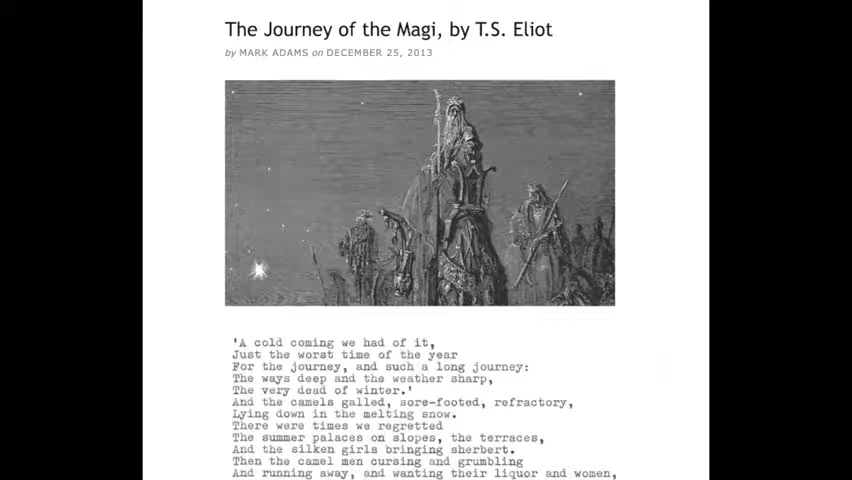 The Journey of the Magi, by T.S. Eliot
by MARK ADAMS on DECEMBER 25, 2013
'A cold coming we had of it,
Just the worst time of the year
For the journey, and such a long journey:
The ways deep and the weather sharp,
The very dead of winter.'
And the camels galled, sore-footed, refractory,
Lying down in the melting snow.
There were times we regretted
The summer palaces on slopes, the terraces,
And the silken girls bringing sherbert.
Then the camel men cursing and grumbling
And running away, and wanting their liquor and women,